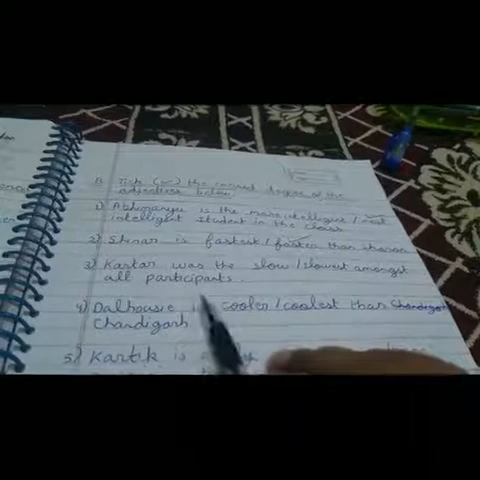 B Tick the correct degree of the
adjective below.
1) Abhimanyu is the more intelligent / most
intelligent student in the class
2) is fastest / faster than
3) Kartar was the slow / slowest amongst
all participants.
4) Dalhousie cooler / coolest than Chandigarh
Chandigarh
5) Kartik is